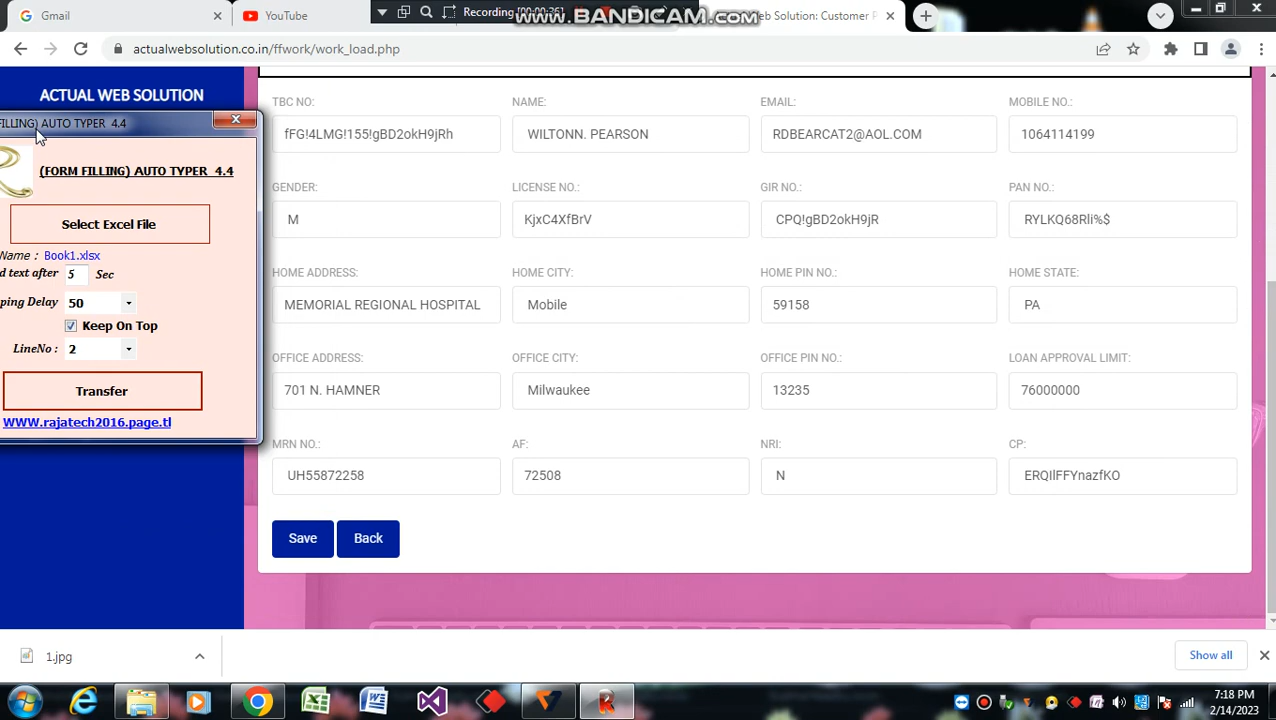 Gmail
YouTube
Recording [00:00:26]
www.BANDICAM.com
Web Solution: Customer P
actualwebsolution.co.in/ffwork/work_load.php
ACTUAL WEB SOLUTION
FILLING) AUTO TYPER 4.4
(FORM FILLING) AUTO TYPER 4.4
Select Excel File
Name : Book1.xlsx
d text after 5 Sec
ping Delay 50
Keep On Top
LineNo : 2
Transfer
WWW.rajatech2016.page.tl
TBC NO: NAME: EMAIL: MOBILE NO.:
fFG!4LMG!155!gBD2okH9jRh WILTONN. PEARSON RDBEARCAT2@AOL.COM 1064114199
GENDER: LICENSE NO.: GIR NO.: PAN NO.:
M KjxC4XfBrV CPQ!gBD2okH9jR RYLKQ68Rli%$
HOME ADDRESS: HOME CITY: HOME PIN NO.: HOME STATE:
MEMORIAL REGIONAL HOSPITAL Mobile 59158 PA
OFFICE ADDRESS: OFFICE CITY: OFFICE PIN NO.: LOAN APPROVAL LIMIT:
701 N. HAMNER Milwaukee 13235 76000000
MRN NO.: AF: NRI: CP:
UH55872258 72508 N ERQIlFFYnazfKO
Save Back
1.jpg
Show all
7:18 PM
2/14/2023